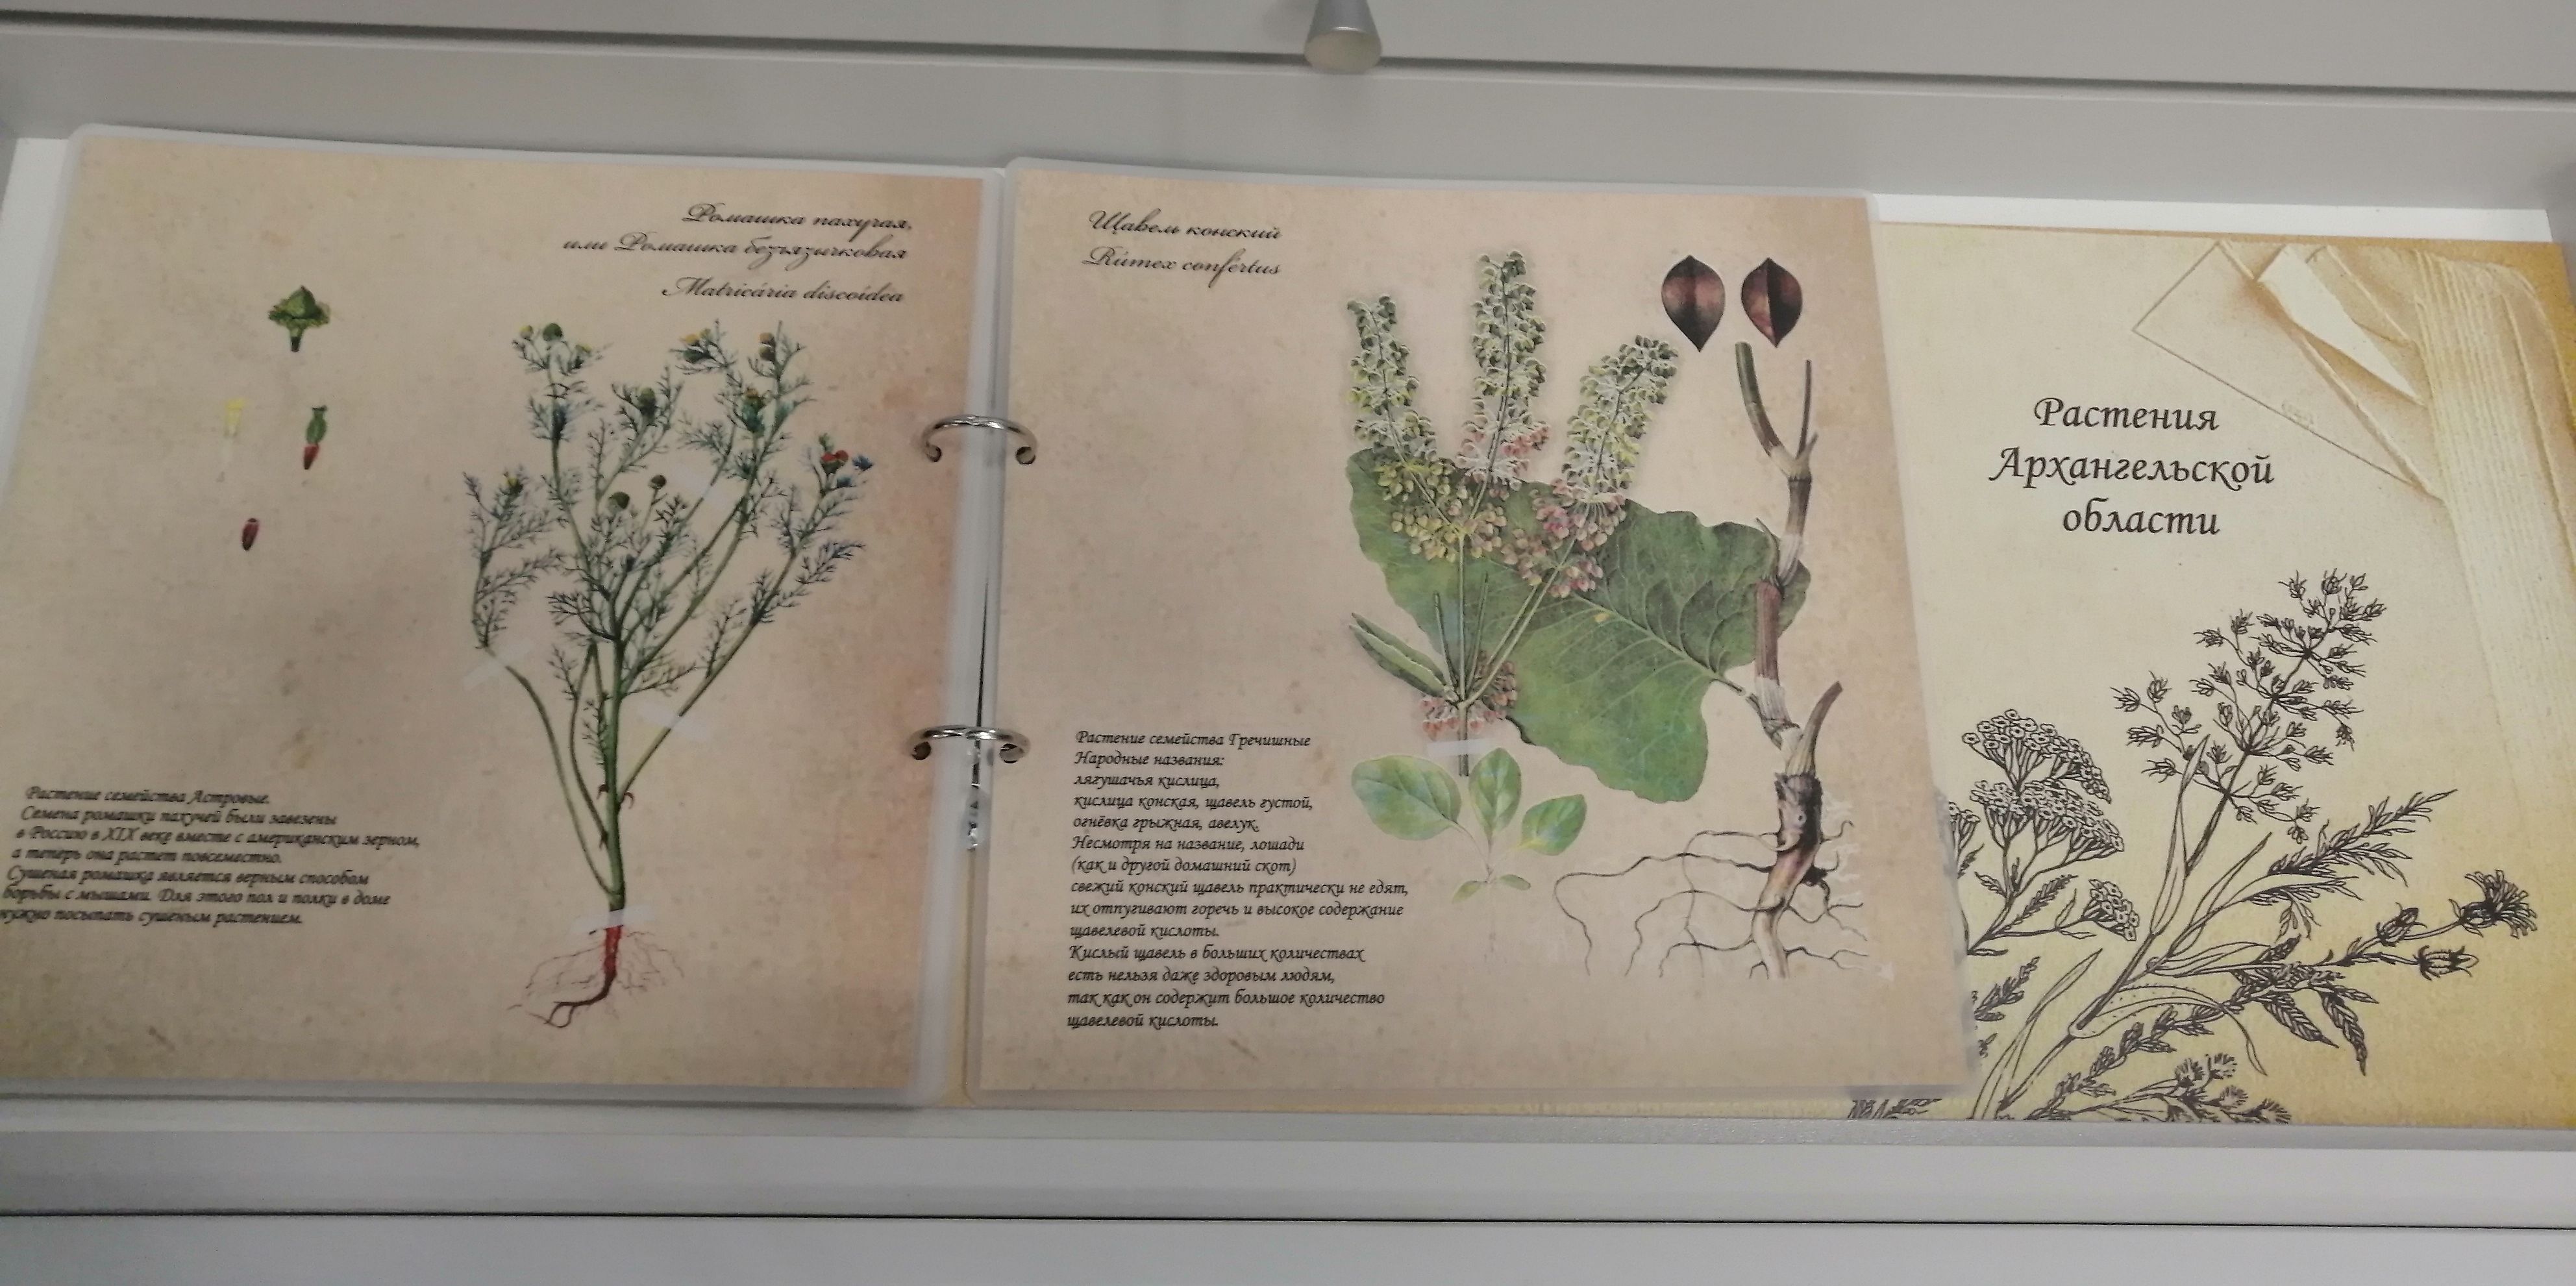 Ромашка пахучая,
или Ромашка безъязычковая
Matricária discoídea
Растение семейства Астровые.
Семена ромашки пахучей были завезены
в Россию в XIX веке вместе с американским зерном,
а теперь она растет повсеместно.
Сушеная ромашка является верным способом
борьбы с мышами. Для этого пол и полки в доме
нужно посыпать сушеным растением.
Щавель конский
Rúmex confértus
Растение семейства Гречишные
Народные названия:
лягушачья кислица,
кислица конская, щавель густой,
огнёвка грыжная, авелук.
Несмотря на название, лошади
(как и другой домашний скот)
свежий конский щавель практически не едят,
их отпугивают горечь и высокое содержание
щавелевой кислоты.
Кислый щавель в больших количествах
есть нельзя даже здоровым людям,
так как он содержит большое количество
щавелевой кислоты.
Растения
Архангельской
области